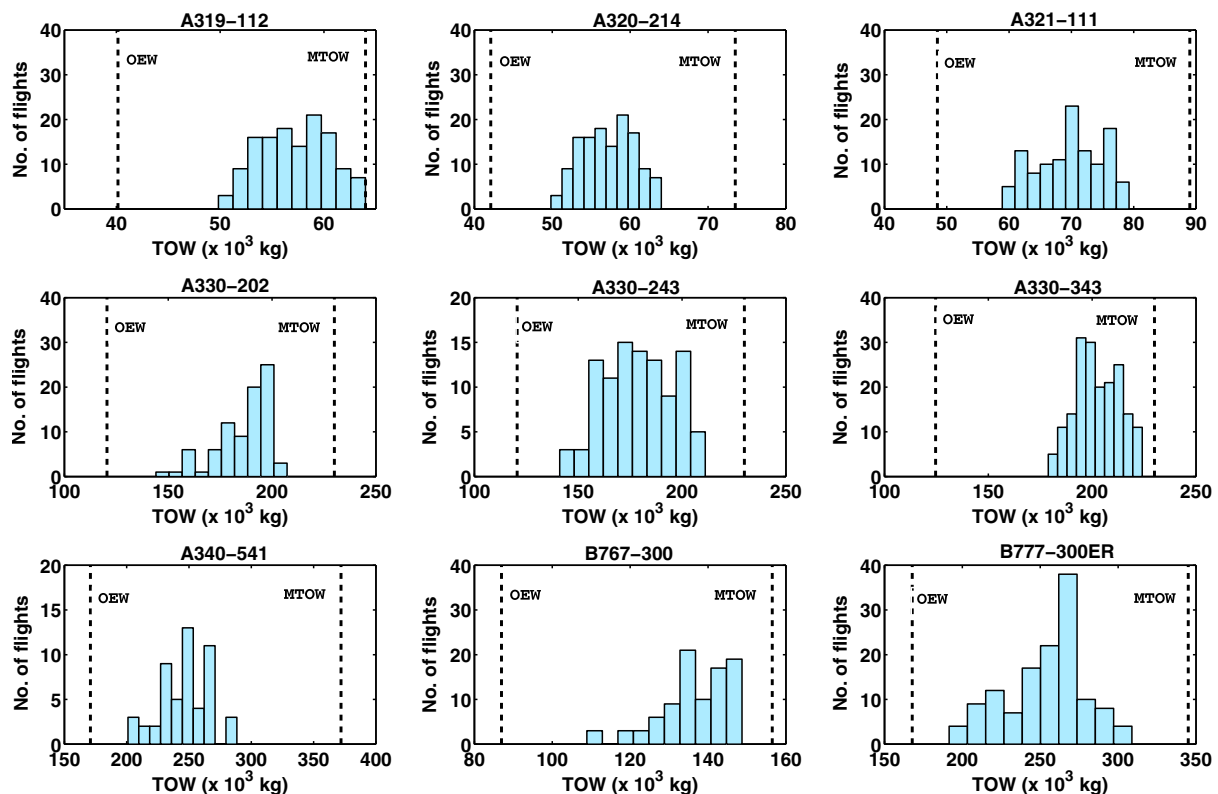 A319−112
40
30
20
10
0
No. of flights
OEW
MTOW
40
50
60
TOW (x 10³ kg)
A320−214
40
30
20
10
0
No. of flights
OEW
MTOW
40
50
60
70
80
TOW (x 10³ kg)
A321−111
40
30
20
10
0
No. of flights
OEW
MTOW
40
50
60
70
80
90
TOW (x 10³ kg)
A330−202
40
30
20
10
0
No. of flights
OEW
MTOW
100
150
200
250
TOW (x 10³ kg)
A330−243
20
15
10
5
0
No. of flights
OEW
MTOW
100
150
200
250
TOW (x 10³ kg)
A330−343
40
30
20
10
0
No. of flights
OEW
MTOW
100
150
200
250
TOW (x 10³ kg)
A340−541
20
15
10
5
0
No. of flights
OEW
MTOW
150
200
250
300
350
400
TOW (x 10³ kg)
B767−300
40
30
20
10
0
No. of flights
OEW
MTOW
80
100
120
140
160
TOW (x 10³ kg)
B777−300ER
40
30
20
10
0
No. of flights
OEW
MTOW
200
250
300
350
TOW (x 10³ kg)